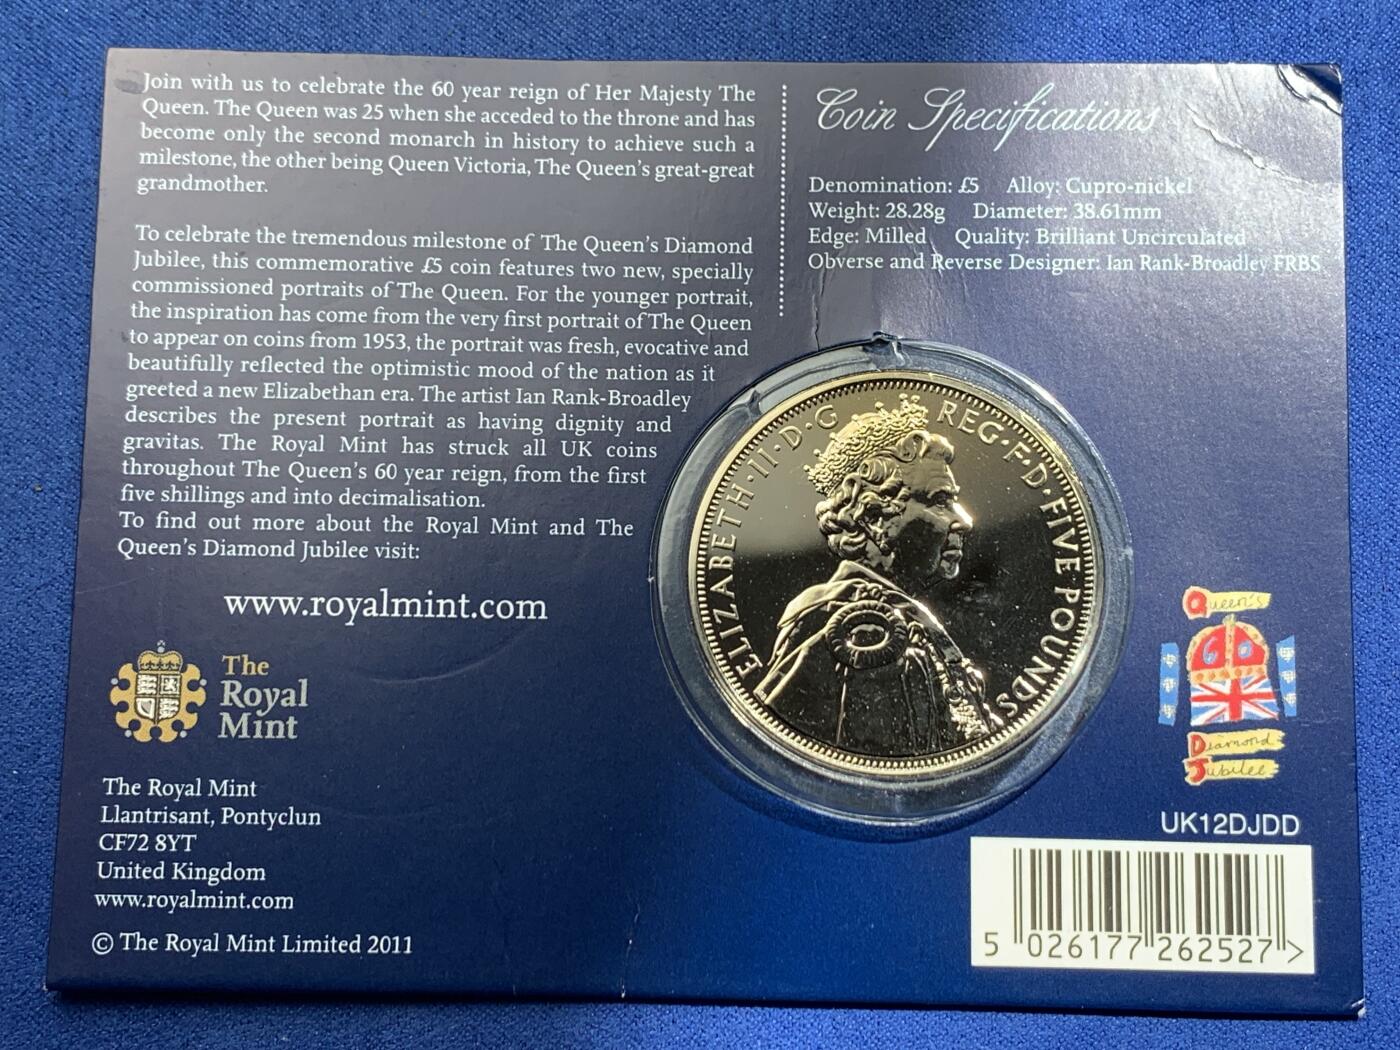 Join with us to celebrate the 60 year reign of Her Majesty The
Queen. The Queen was 25 when she acceded to the throne and has
become only the second monarch in history to achieve such a
milestone, the other being Queen Victoria, The Queen's great-great
grandmother.
To celebrate the tremendous milestone of The Queen's Diamond
Jubilee, this commemorative £5 coin features two new, specially
commissioned portraits of The Queen. For the younger portrait,
the inspiration has come from the very first portrait of The Queen
to appear on coins from 1953, the portrait was fresh, evocative and
beautifully reflected the optimistic mood of the nation as it
greeted a new Elizabethan era. The artist Ian Rank-Broadley
describes the present portrait as having dignity and
gravitas. The Royal Mint has struck all UK coins
throughout The Queen's 60 year reign, from the first
five shillings and into decimalisation.
To find out more about the Royal Mint and The
Queen's Diamond Jubilee visit:
www.royalmint.com
The
Royal
Mint
The Royal Mint
Llantrisant, Pontyclun
CF72 8YT
United Kingdom
www.royalmint.com
© The Royal Mint Limited 2011
Coin Specifications
Denomination: £5 Alloy: Cupro-nickel
Weight: 28.28g Diameter: 38.61mm
Edge: Milled Quality: Brilliant Uncirculated
Obverse and Reverse Designer: Ian Rank-Broadley FRBS
ELIZABETH·II·D·G REG·F·D·FIVE POUNDS
Queen's
60
Diamond
Jubilee
UK12DJDD
5 026177 262527 >